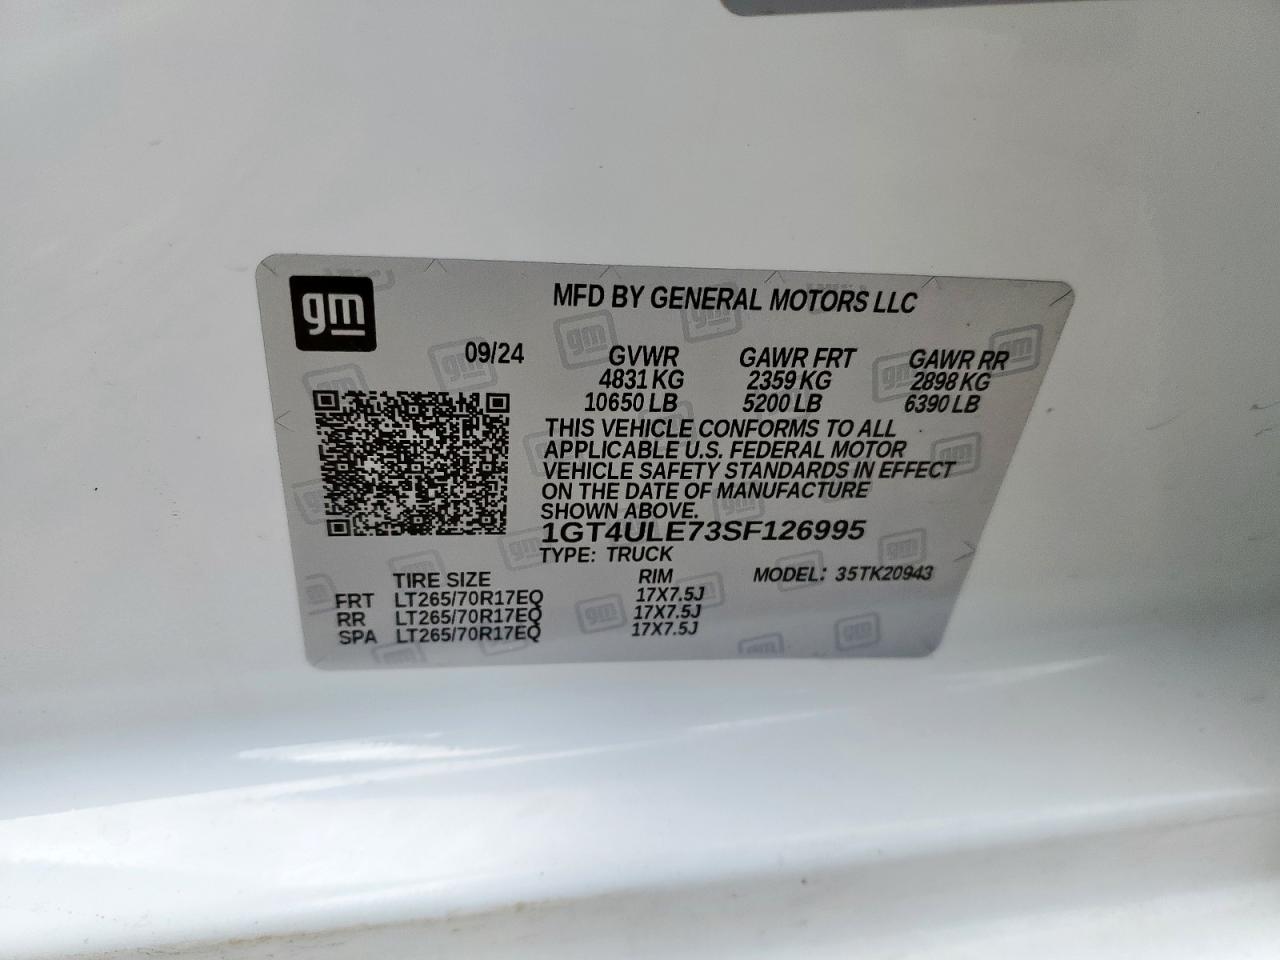 gm
MFD BY GENERAL MOTORS LLC
09/24 GVWR GAWR FRT GAWR RR
4831 KG 2359 KG 2898 KG
10650 LB 5200 LB 6390 LB
THIS VEHICLE CONFORMS TO ALL
APPLICABLE U.S. FEDERAL MOTOR
VEHICLE SAFETY STANDARDS IN EFFECT
ON THE DATE OF MANUFACTURE
SHOWN ABOVE.
1GT4ULE73SF126995
TYPE: TRUCK
TIRE SIZE RIM MODEL: 35TK20943
FRT LT265/70R17EQ 17X7.5J
RR LT265/70R17EQ 17X7.5J
SPA LT265/70R17EQ 17X7.5J